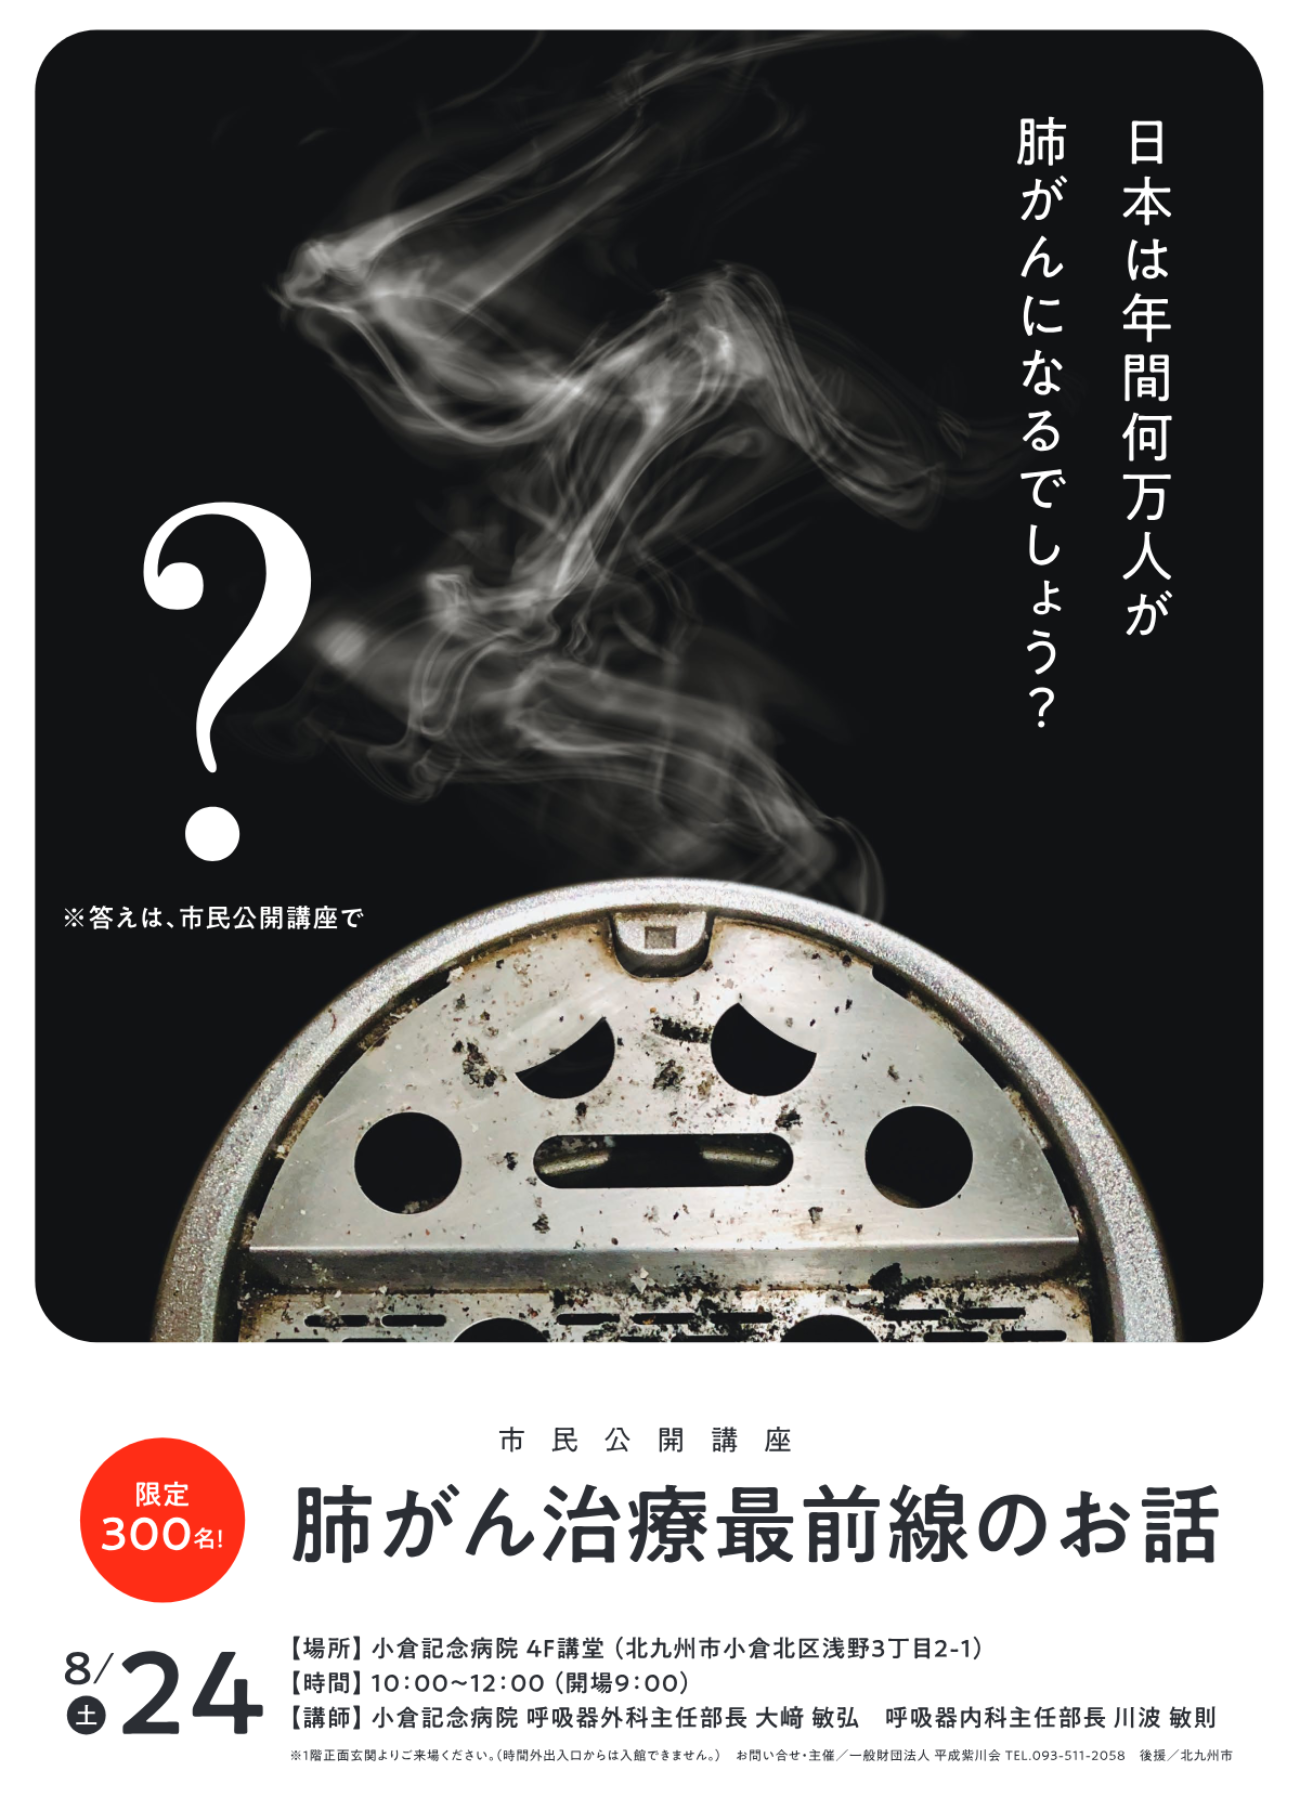 日本は年間何万人が
肺がんになるでしょう?
?
※答えは、市民公開講座で
市民公開講座
限定
300名!
肺がん治療最前線のお話
8/24
土
【場所】小倉記念病院 4F講堂（北九州市小倉北区浅野3丁目2-1）
【時間】10:00~12:00（開場9:00）
【講師】小倉記念病院 呼吸器外科主任部長 大﨑 敏弘　呼吸器内科主任部長 川波 敏則
※1階正面玄関よりご来場ください。（時間外出入口からは入館できません。）　お問い合せ・主催／一般財団法人 平成紫川会 TEL.093-511-2058　後援／北九州市